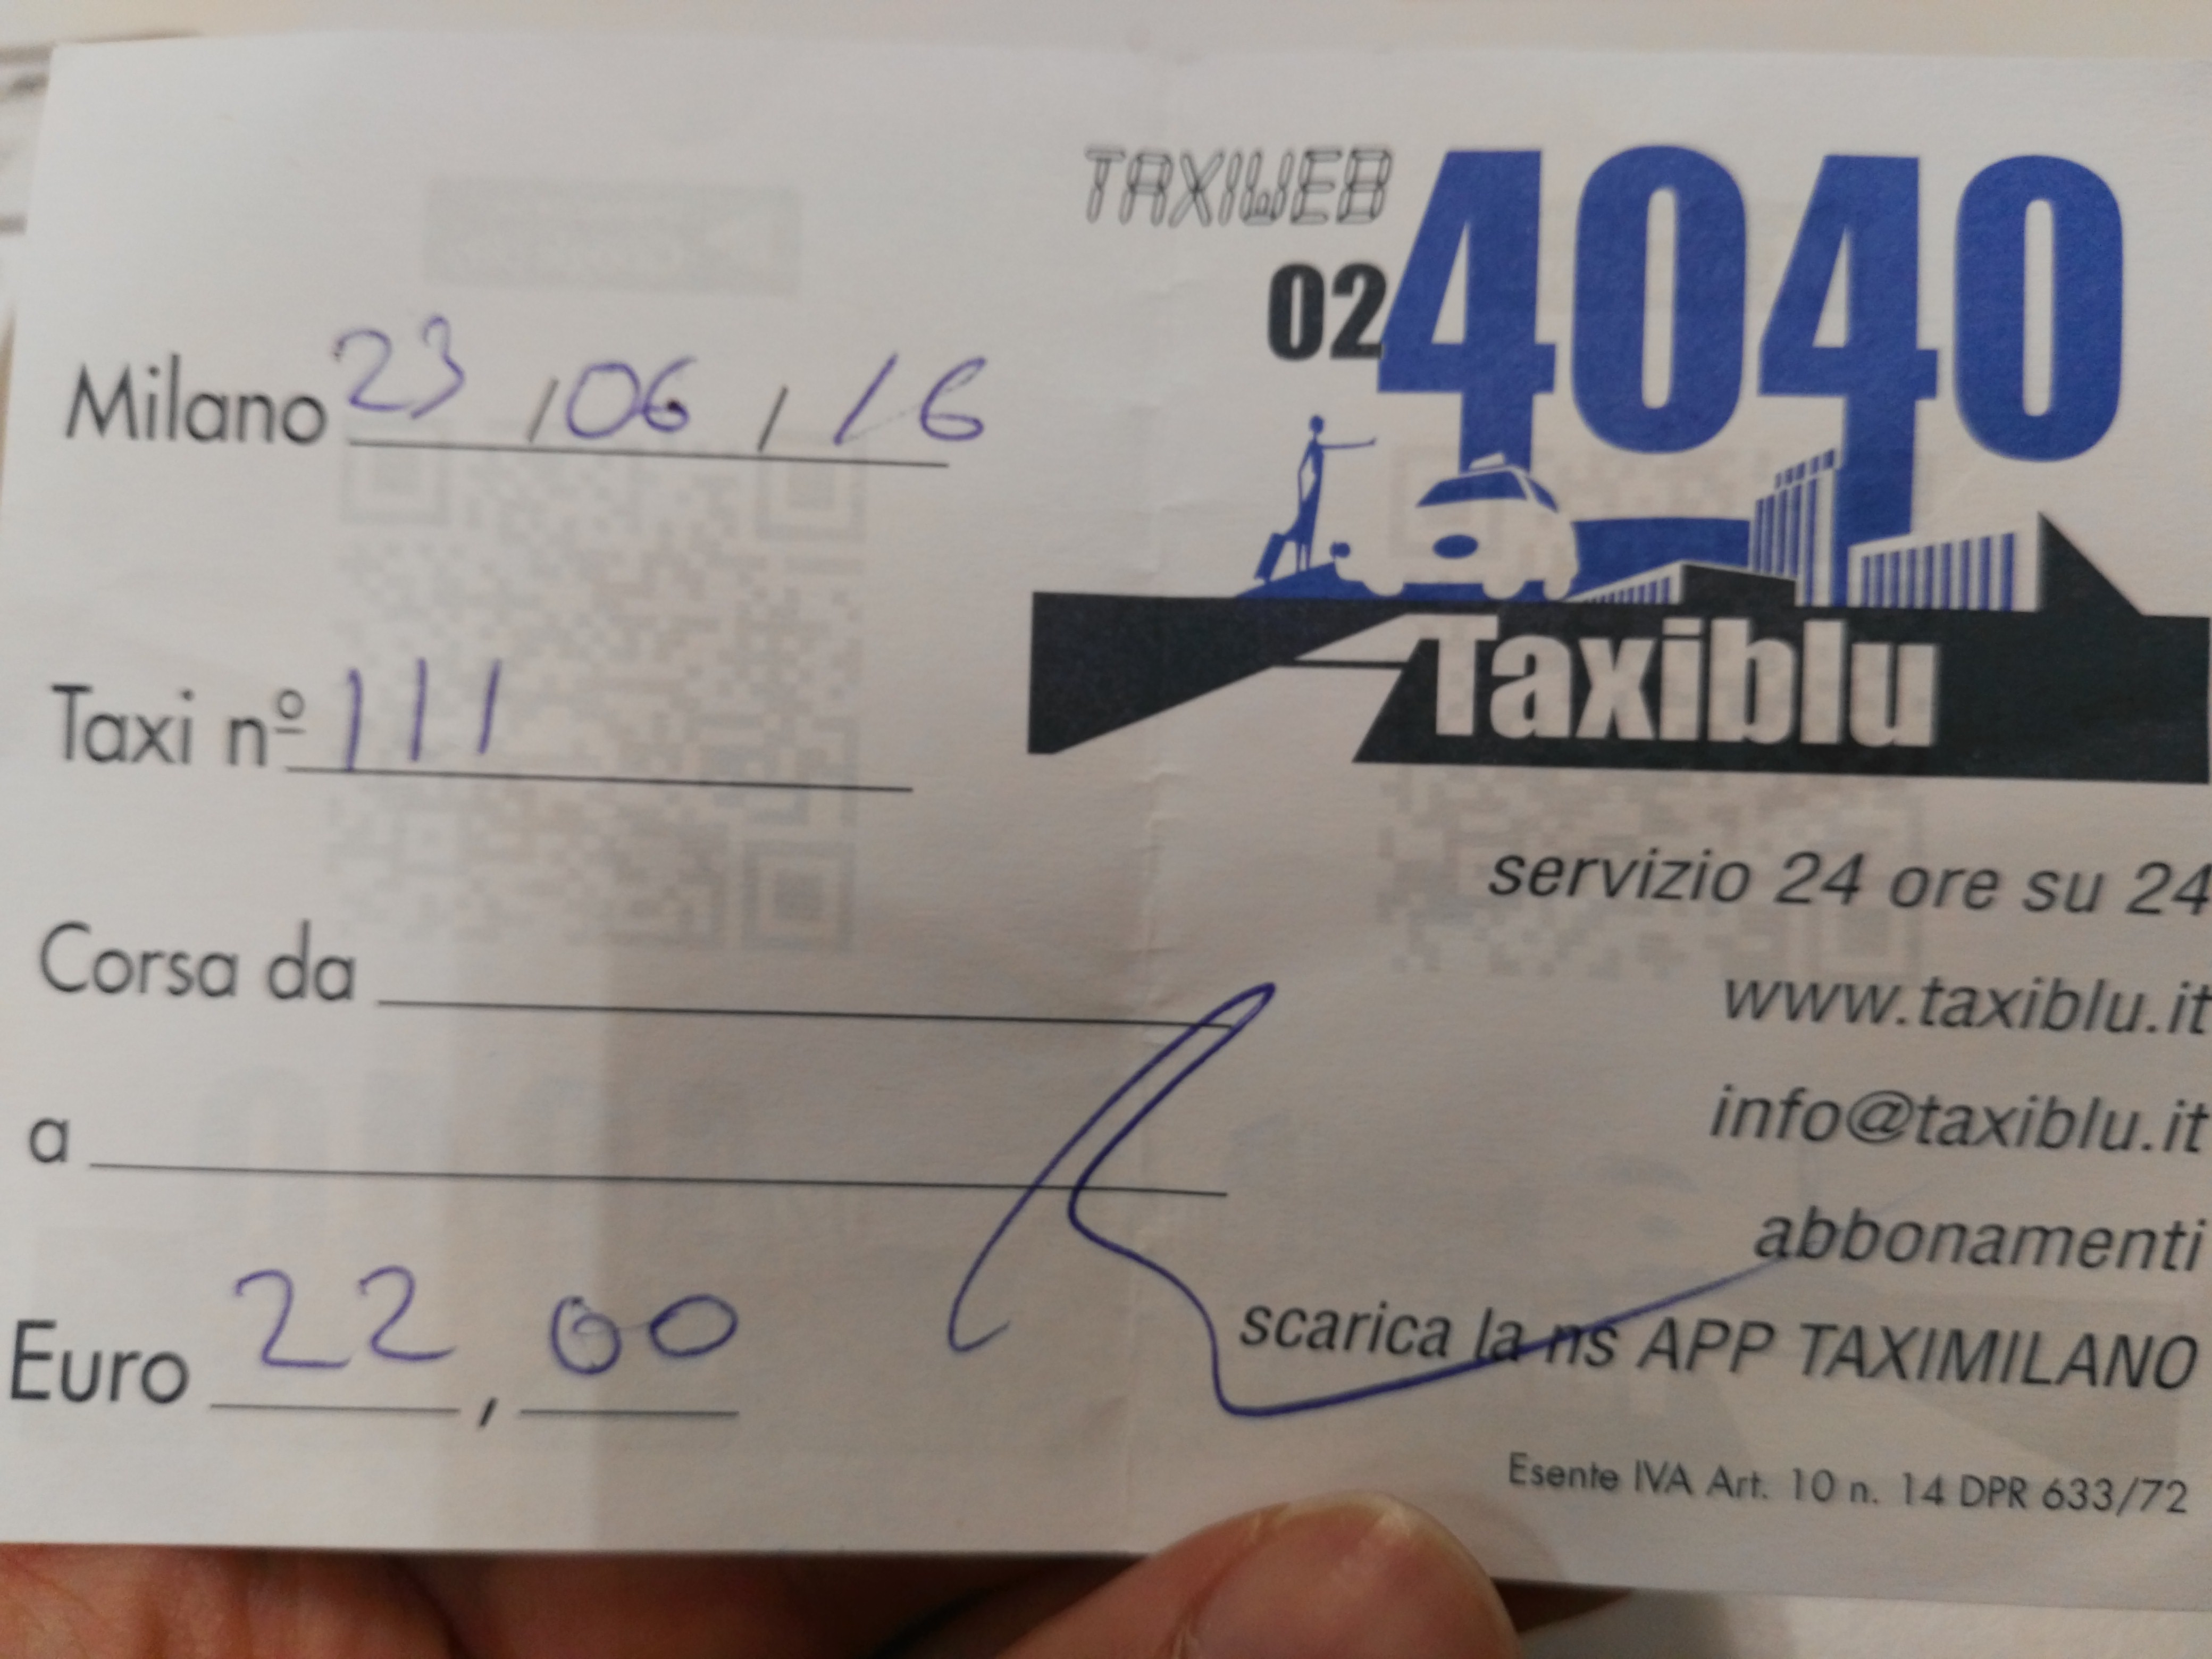 Milano 23/06/16
Taxi nº 111
Corsa da
a
Euro 22,00
TAXIWEB
024040
Taxiblu
servizio 24 ore su 24
www.taxiblu.it
info@taxiblu.it
abbonamenti
scarica la ns APP TAXIMILANO
Esente IVA Art. 10 n. 14 DPR 633/72